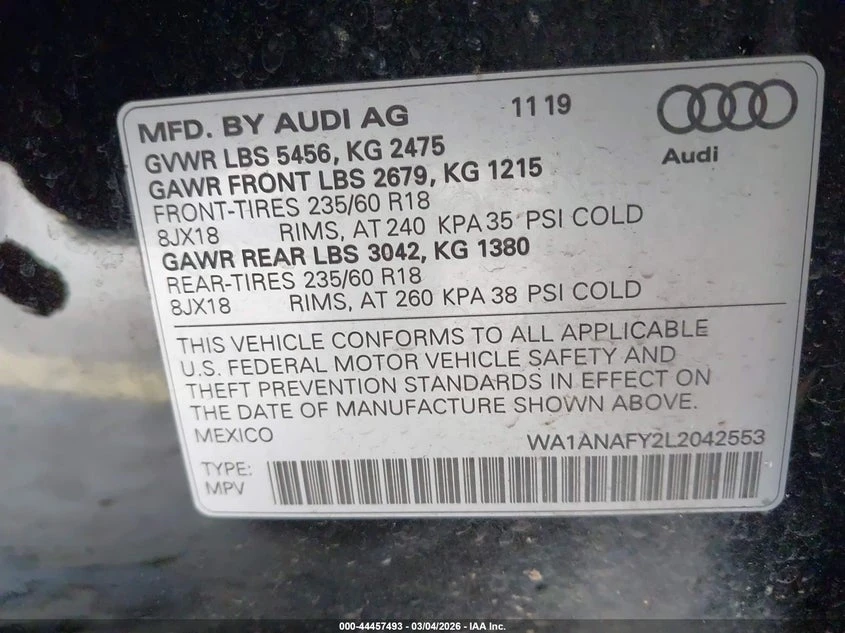 MFD. BY AUDI AG 11 19
Audi
GVWR LBS 5456, KG 2475
GAWR FRONT LBS 2679, KG 1215
FRONT-TIRES 235/60 R18
8JX18 RIMS, AT 240 KPA 35 PSI COLD
GAWR REAR LBS 3042, KG 1380
REAR-TIRES 235/60 R18
8JX18 RIMS, AT 260 KPA 38 PSI COLD
THIS VEHICLE CONFORMS TO ALL APPLICABLE
U.S. FEDERAL MOTOR VEHICLE SAFETY AND
THEFT PREVENTION STANDARDS IN EFFECT ON
THE DATE OF MANUFACTURE SHOWN ABOVE.
MEXICO WA1ANAFY2L2042553
TYPE:
MPV
000-44457493 - 03/04/2026 - IAA Inc.